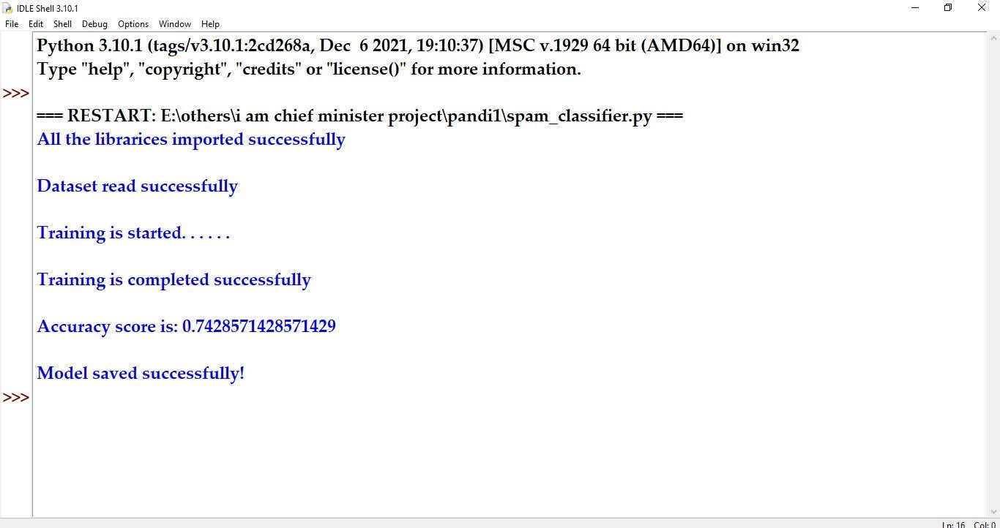 IDLE Shell 3.10.1
File Edit Shell Debug Options Window Help
Python 3.10.1 (tags/v3.10.1:2cd268a, Dec  6 2021, 19:10:37) [MSC v.1929 64 bit (AMD64)] on win32
Type "help", "copyright", "credits" or "license()" for more information.
>>>
=== RESTART: E:\others\i am chief minister project\pandi1\spam_classifier.py ===
All the librarices imported successfully
Dataset read successfully
Training is started. . . . . .
Training is completed successfully
Accuracy score is: 0.7428571428571429
Model saved successfully!
>>>
Ln: 16 Col: 0